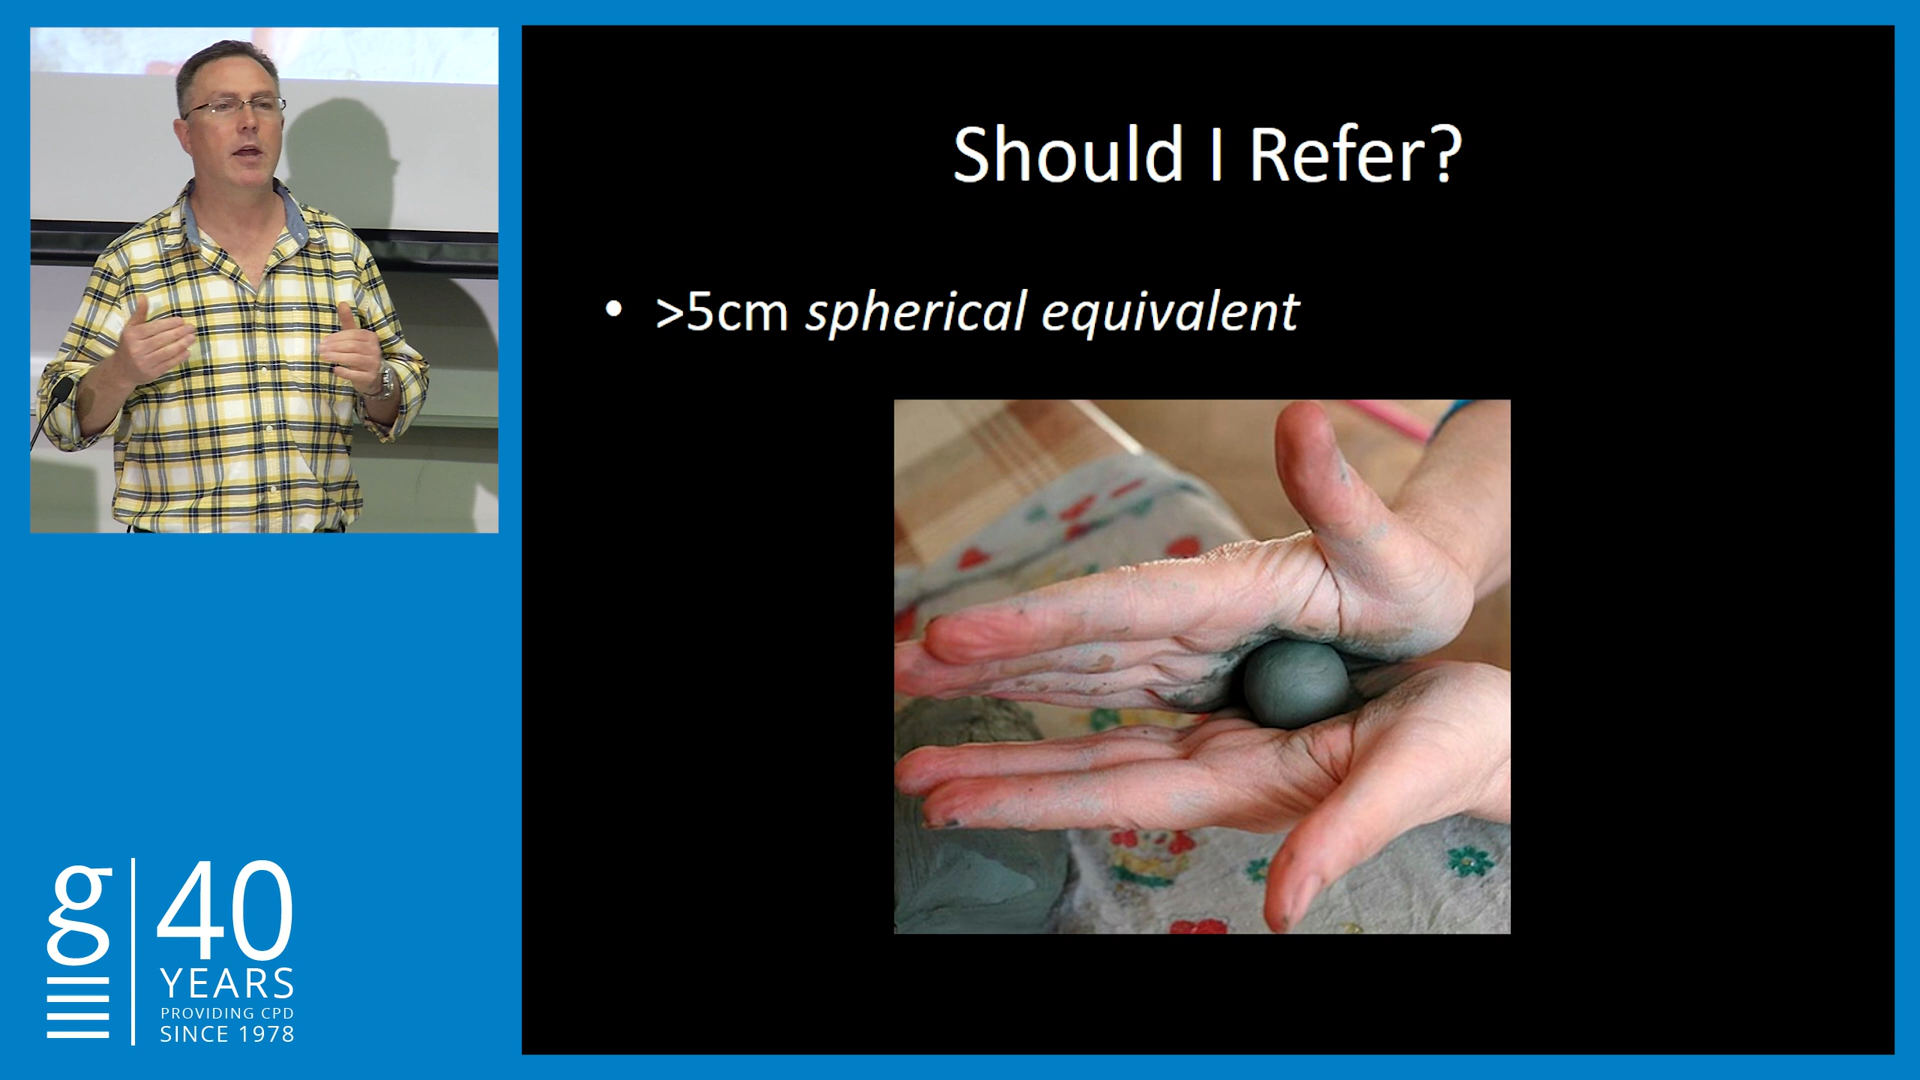 Should I Refer?
• >5cm spherical equivalent
g
40
YEARS
PROVIDING CPD
SINCE 1978